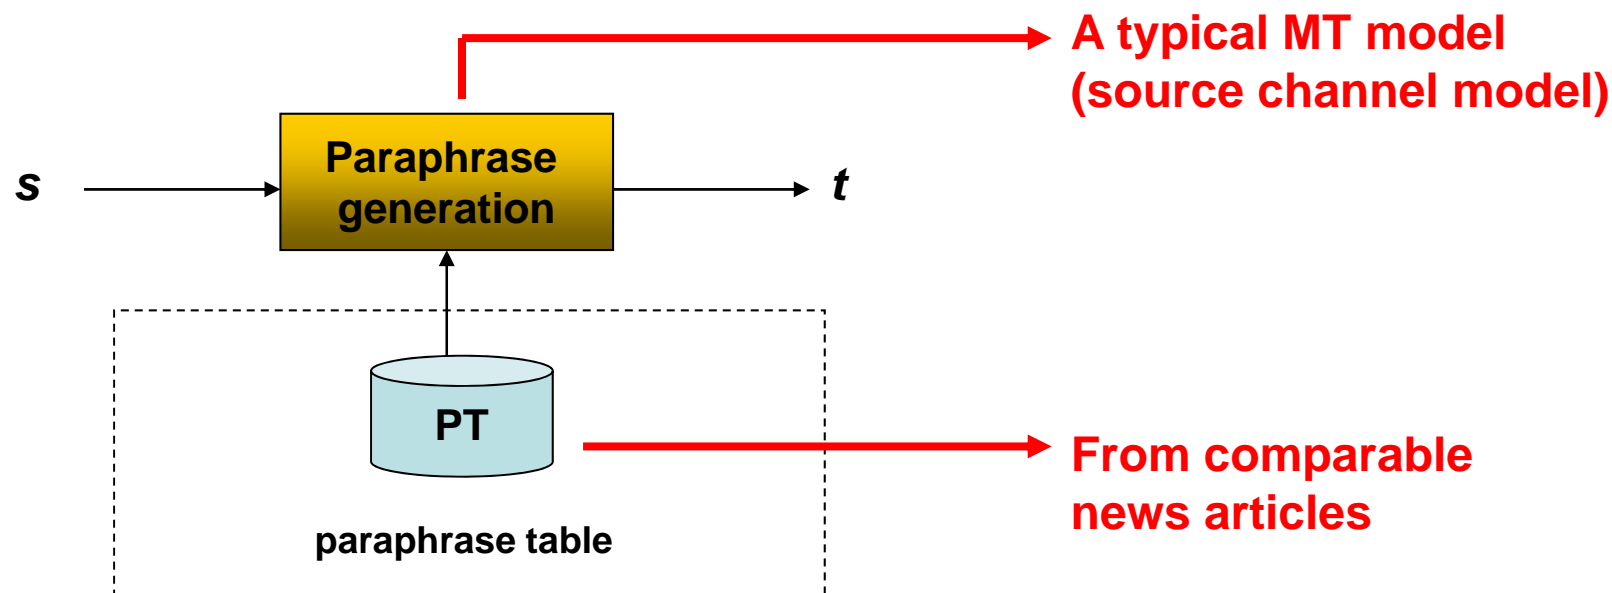 A typical MT model
(source channel model)
Paraphrase
generation
s
t
PT
From comparable
news articles
paraphrase table